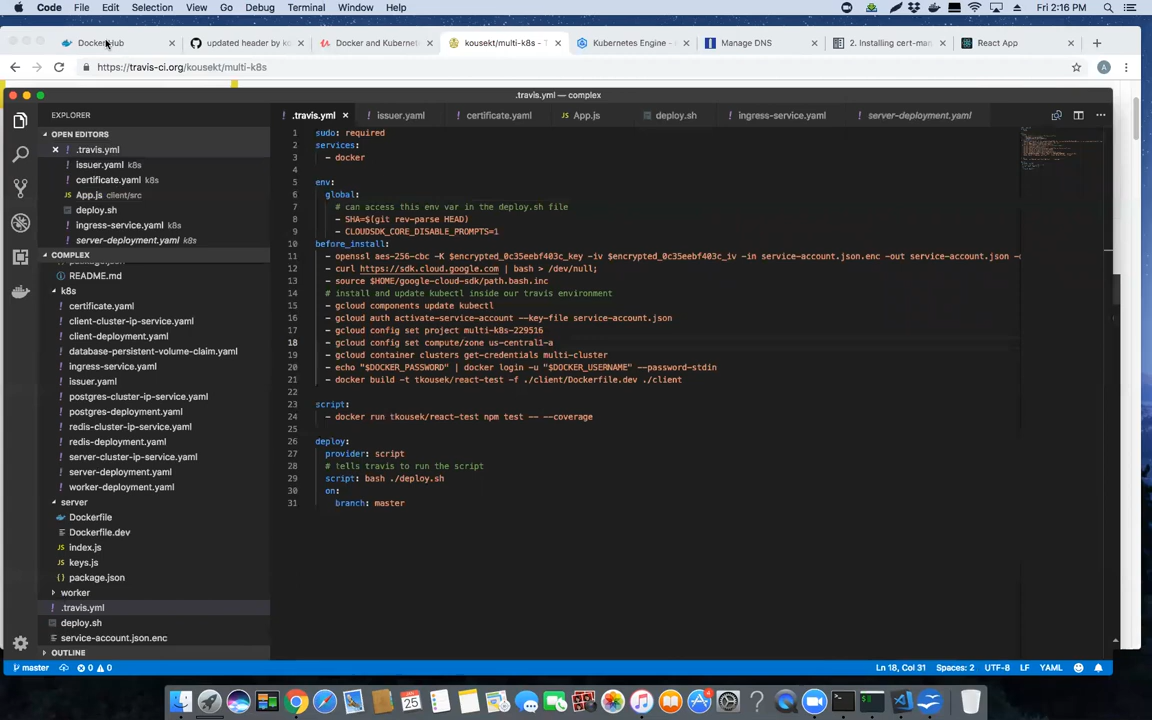 Code File Edit Selection View Go Debug Terminal Window Help Fri 2:16 PM
Docker Hub updated header by ko Docker and Kubernet kousekt/multi-k8s - T Kubernetes Engine - Manage DNS 2. Installing cert-man React App
https://travis-ci.org/kousekt/multi-k8s A
.travis.yml — complex
EXPLORER
.travis.yml issuer.yaml certificate.yaml App.js deploy.sh ingress-service.yaml server-deployment.yaml
OPEN EDITORS
.travis.yml
issuer.yaml k8s
certificate.yaml k8s
App.js client/src
deploy.sh
ingress-service.yaml k8s
server-deployment.yaml k8s
COMPLEX
README.md
k8s
certificate.yaml
client-cluster-ip-service.yaml
client-deployment.yaml
database-persistent-volume-claim.yaml
ingress-service.yaml
issuer.yaml
postgres-cluster-ip-service.yaml
postgres-deployment.yaml
redis-cluster-ip-service.yaml
redis-deployment.yaml
server-cluster-ip-service.yaml
server-deployment.yaml
worker-deployment.yaml
server
Dockerfile
Dockerfile.dev
index.js
keys.js
package.json
worker
.travis.yml
deploy.sh
service-account.json.enc
OUTLINE
1 sudo: required
2 services:
3 - docker
4
5 env:
6 global:
7 # can access this env var in the deploy.sh file
8 - SHA=$(git rev-parse HEAD)
9 - CLOUDSDK_CORE_DISABLE_PROMPTS=1
10 before_install:
11 - openssl aes-256-cbc -K $encrypted_0c35eebf403c_key -iv $encrypted_0c35eebf403c_iv -in service-account.json.enc -out service-account.json -
12 - curl https://sdk.cloud.google.com | bash > /dev/null;
13 - source $HOME/google-cloud-sdk/path.bash.inc
14 # install and update kubectl inside our travis environment
15 - gcloud components update kubectl
16 - gcloud auth activate-service-account --key-file service-account.json
17 - gcloud config set project multi-k8s-229516
18 - gcloud config set compute/zone us-central1-a
19 - gcloud container clusters get-credentials multi-cluster
20 - echo "$DOCKER_PASSWORD" | docker login -u "$DOCKER_USERNAME" --password-stdin
21 - docker build -t tkousek/react-test -f ./client/Dockerfile.dev ./client
22
23 script:
24 - docker run tkousek/react-test npm test -- --coverage
25
26 deploy:
27 provider: script
28 # tells travis to run the script
29 script: bash ./deploy.sh
30 on:
31 branch: master
master 0 0 Ln 18, Col 31 Spaces: 2 UTF-8 LF YAML